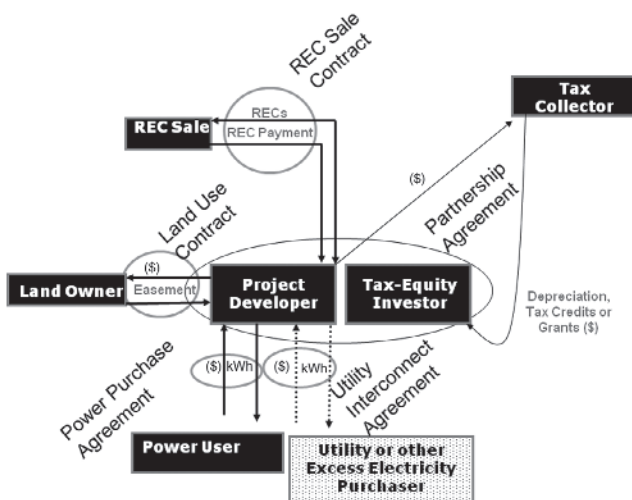 REC Sale
Contract
Tax
Collector
RECs
REC Sale
REC Payment
($)
Partnership
Agreement
Land Use
Contract
($)
Land Owner
Easement
Project
Developer
Tax-Equity
Investor
Depreciation,
Tax Credits or
Grants ($)
Power Purchase
Agreement
($)
kWh
($)
kWh
Utility
Interconnect
Agreement
Power User
Utility or other
Excess Electricity
Purchaser